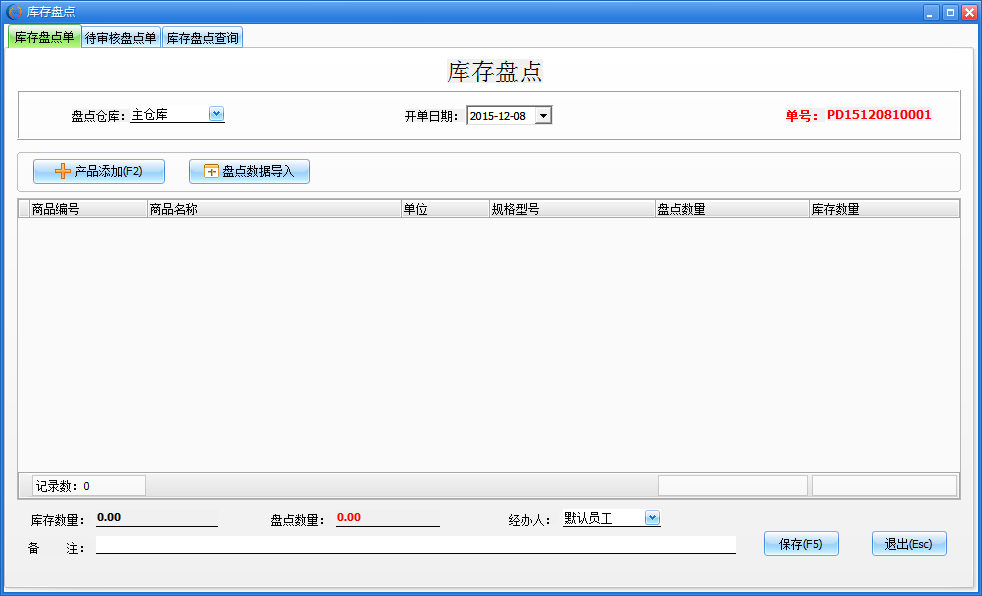 库存盘点
库存盘点单 待审核盘点单 库存盘点查询
库存盘点
盘点仓库： 主仓库 开单日期： 2015-12-08 单号： PD15120810001
产品添加(F2) 盘点数据导入
商品编号 商品名称 单位 规格型号 盘点数量 库存数量
记录数：0
库存数量： 0.00 盘点数量： 0.00 经办人： 默认员工
备 注：
保存(F5) 退出(Esc)